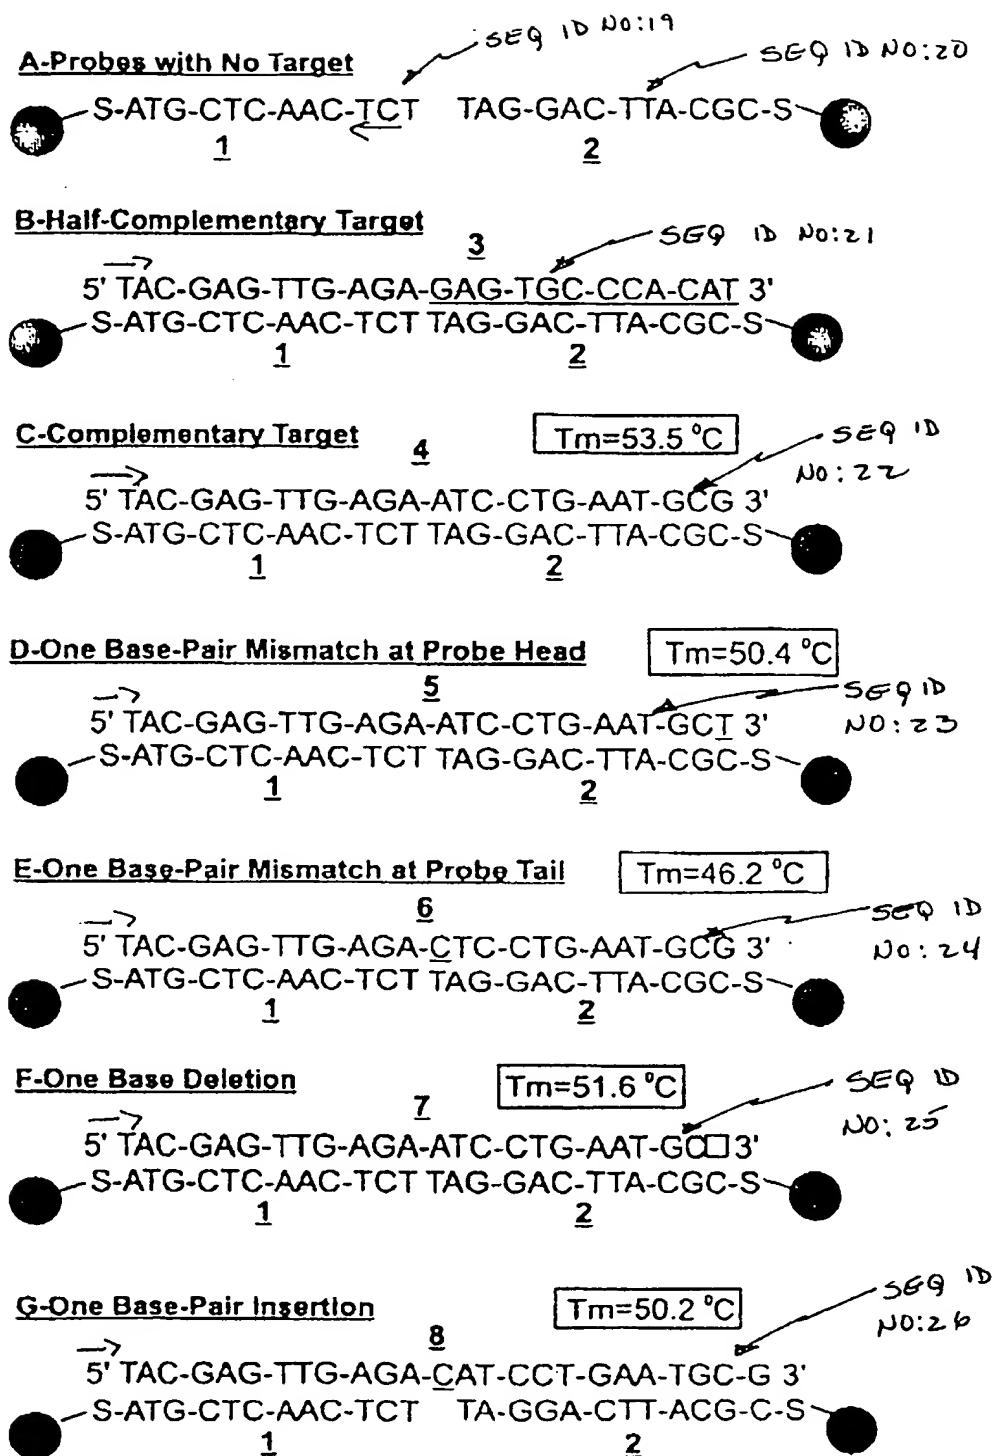 SEQ ID NO:19
SEQ ID NO:20
A-Probes with No Target
S-ATG-CTC-AAC-TCT TAG-GAC-TTA-CGC-S
1 2
B-Half-Complementary Target
3
SEQ ID NO:21
5' TAC-GAG-TTG-AGA-GAG-TGC-CCA-CAT 3'
S-ATG-CTC-AAC-TCT TAG-GAC-TTA-CGC-S
1 2
C-Complementary Target
4
Tm=53.5 °C
SEQ ID
NO:22
5' TAC-GAG-TTG-AGA-ATC-CTG-AAT-GCG 3'
S-ATG-CTC-AAC-TCT TAG-GAC-TTA-CGC-S
1 2
D-One Base-Pair Mismatch at Probe Head
Tm=50.4 °C
5
SEQ ID
NO:23
5' TAC-GAG-TTG-AGA-ATC-CTG-AAT-GCT 3'
S-ATG-CTC-AAC-TCT TAG-GAC-TTA-CGC-S
1 2
E-One Base-Pair Mismatch at Probe Tail
Tm=46.2 °C
6
SEQ ID
NO:24
5' TAC-GAG-TTG-AGA-CTC-CTG-AAT-GCG 3'
S-ATG-CTC-AAC-TCT TAG-GAC-TTA-CGC-S
1 2
F-One Base Deletion
Tm=51.6 °C
7
SEQ ID
NO:25
5' TAC-GAG-TTG-AGA-ATC-CTG-AAT-GC□ 3'
S-ATG-CTC-AAC-TCT TAG-GAC-TTA-CGC-S
1 2
G-One Base-Pair Insertion
Tm=50.2 °C
8
SEQ ID
NO:26
5' TAC-GAG-TTG-AGA-CAT-CCT-GAA-TGC-G 3'
S-ATG-CTC-AAC-TCT TA-GGA-CTT-ACG-C-S
1 2